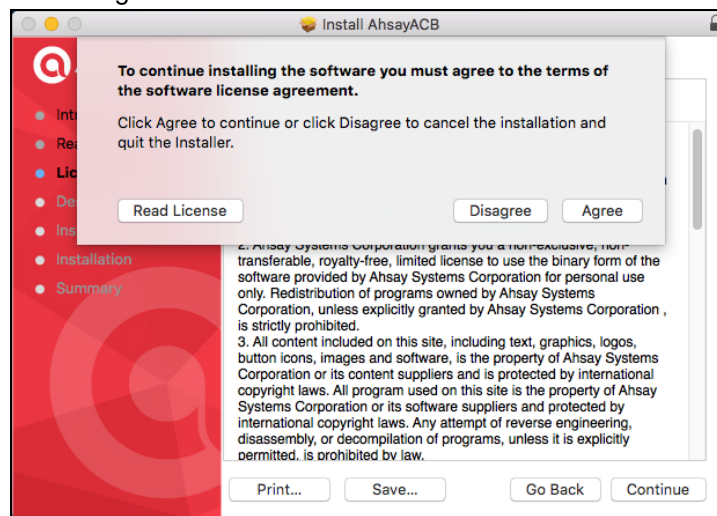 Install AhsayACB
To continue installing the software you must agree to the terms of
the software license agreement.
Click Agree to continue or click Disagree to cancel the installation and
quit the Installer.
Read License
Disagree
Agree
Int
Re
Lic
De
Ins
Installation
Summary
2. Ahsay Systems Corporation grants you a non-exclusive, non-
transferable, royalty-free, limited license to use the binary form of the
software provided by Ahsay Systems Corporation for personal use
only. Redistribution of programs owned by Ahsay Systems
Corporation, unless explicitly granted by Ahsay Systems Corporation ,
is strictly prohibited.
3. All content included on this site, including text, graphics, logos,
button icons, images and software, is the property of Ahsay Systems
Corporation or its content suppliers and is protected by international
copyright laws. All program used on this site is the property of Ahsay
Systems Corporation or its software suppliers and protected by
international copyright laws. Any attempt of reverse engineering,
disassembly, or decompilation of programs, unless it is explicitly
permitted, is prohibited by law.
Print...
Save...
Go Back
Continue